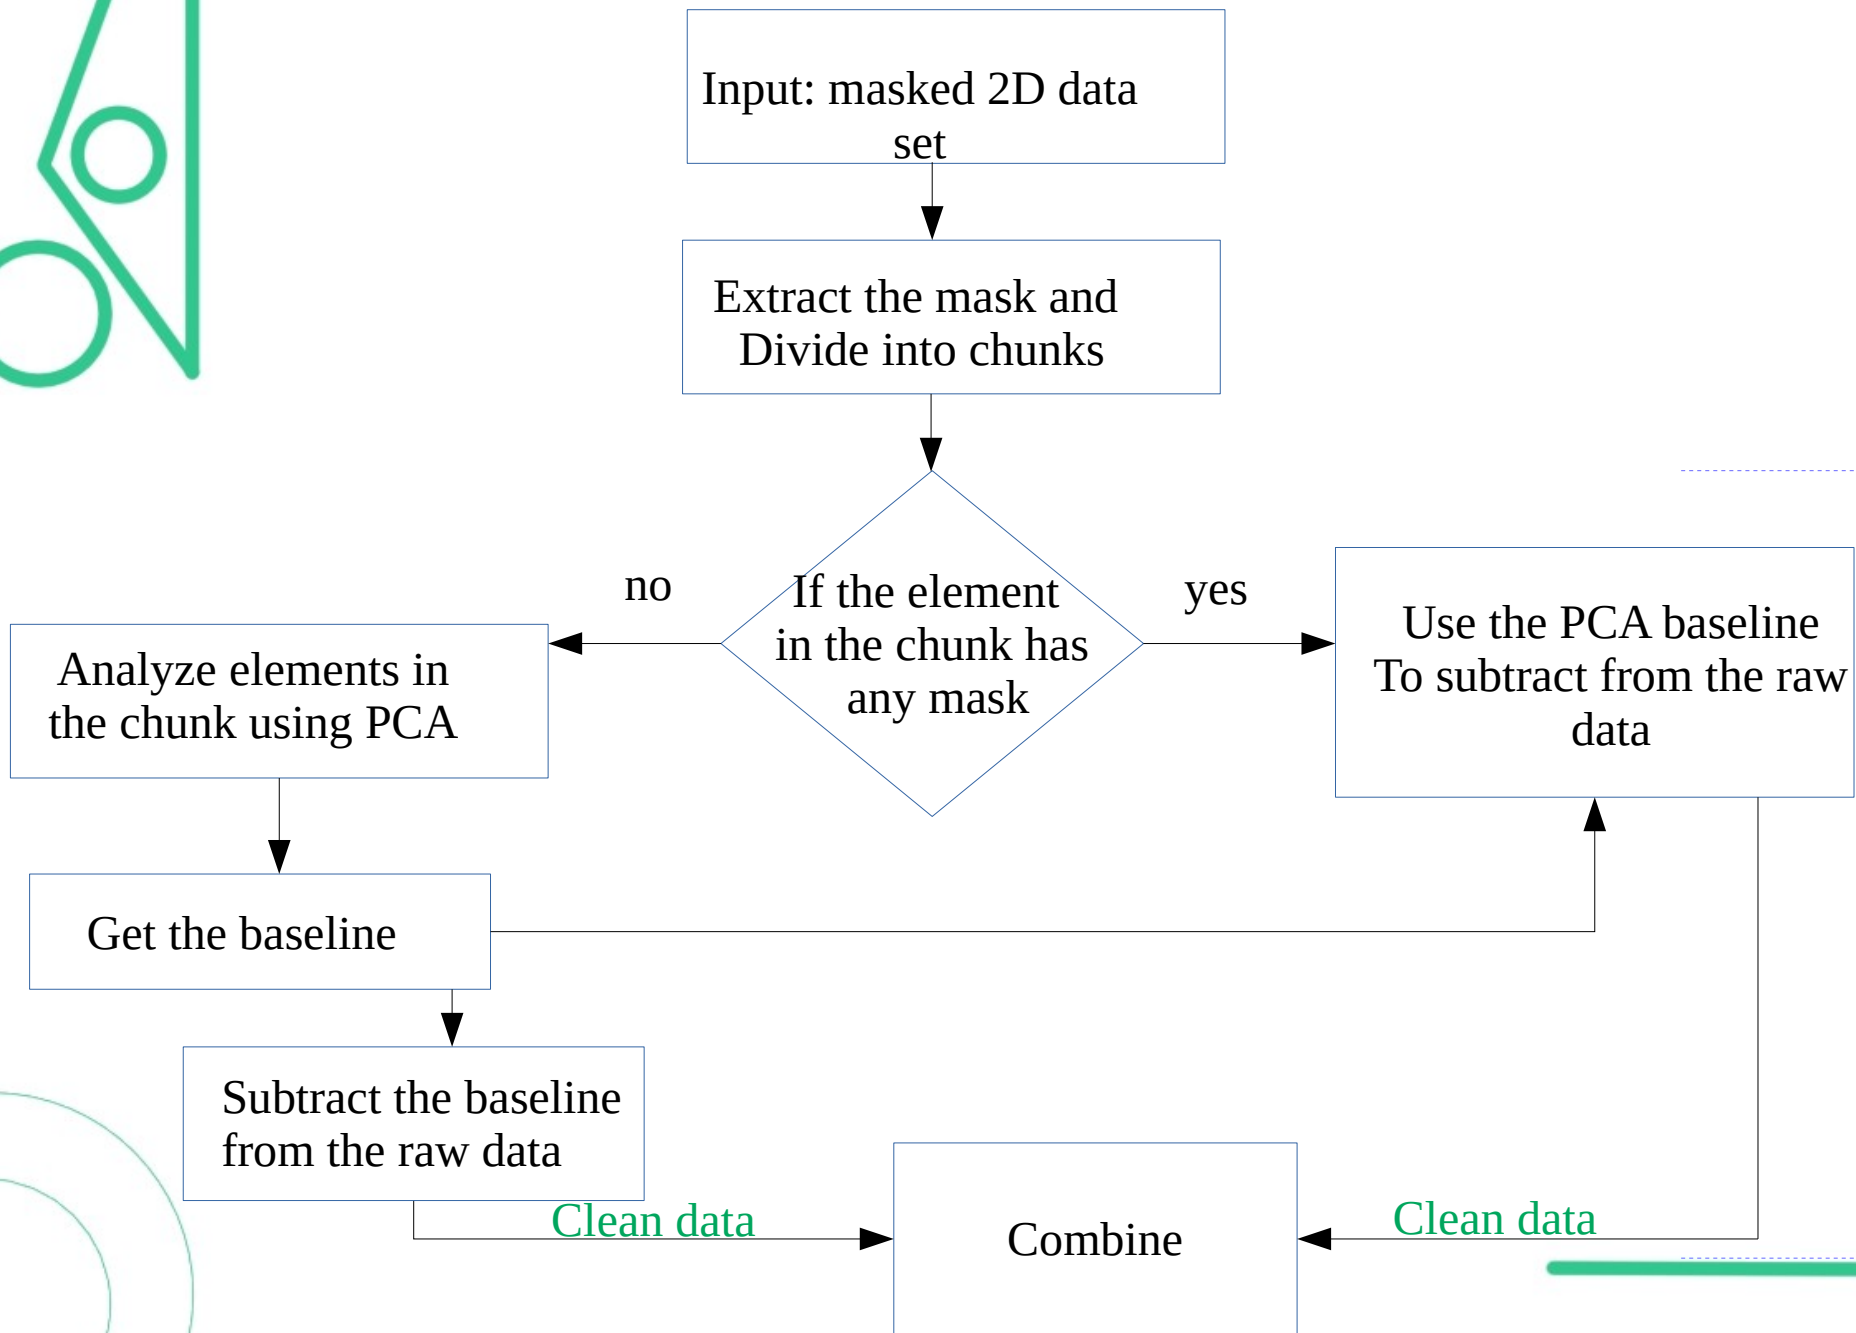 Input: masked 2D data
set
Extract the mask and
Divide into chunks
If the element
in the chunk has
any mask
no
yes
Analyze elements in
the chunk using PCA
Use the PCA baseline
To subtract from the raw
data
Get the baseline
Subtract the baseline
from the raw data
Clean data
Combine
Clean data